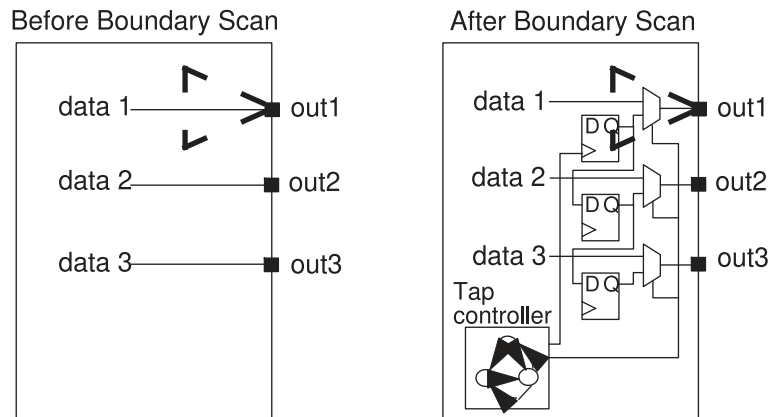 Before Boundary Scan
data 1
out1
data 2
out2
data 3
out3
After Boundary Scan
data 1
D Q
out1
data 2
D Q
out2
data 3
D Q
out3
Tap
controller